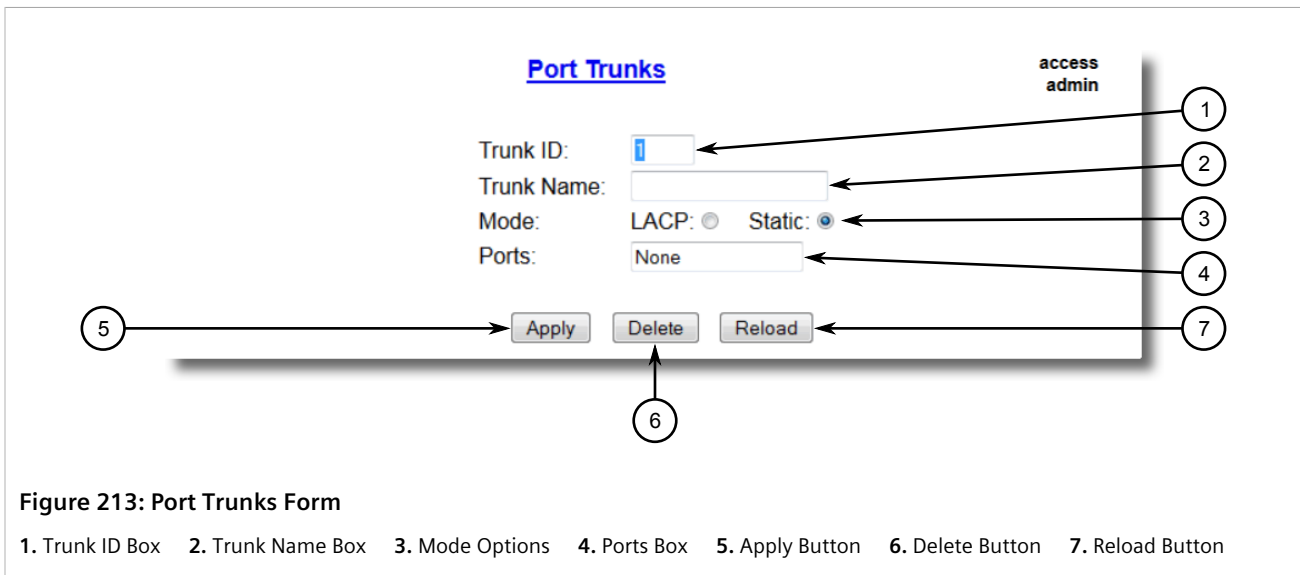 Port Trunks
access
admin
1
Trunk ID: 1
2
Trunk Name:
Mode: LACP: Static:
3
Ports: None
4
5
Apply Delete Reload
7
6
Figure 213: Port Trunks Form
1. Trunk ID Box 2. Trunk Name Box 3. Mode Options 4. Ports Box 5. Apply Button 6. Delete Button 7. Reload Button